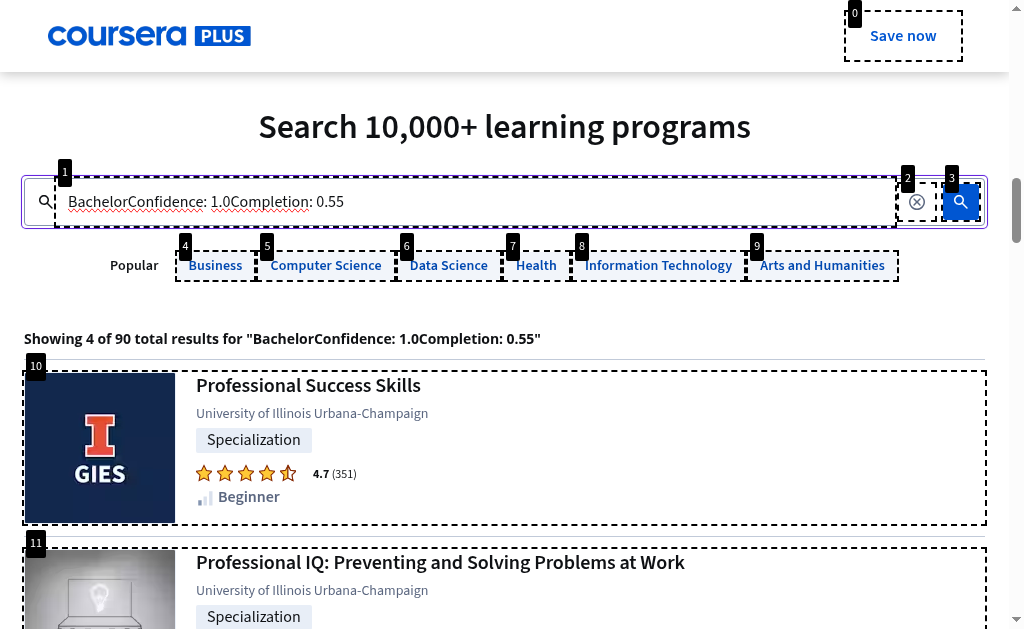 coursera PLUS
0
Save now
Search 10,000+ learning programs
1
2
3
BachelorConfidence: 1.0Completion: 0.55
4
5
6
7
8
9
Popular
Business
Computer Science
Data Science
Health
Information Technology
Arts and Humanities
Showing 4 of 90 total results for "BachelorConfidence: 1.0Completion: 0.55"
10
I
GIES
Professional Success Skills
University of Illinois Urbana-Champaign
Specialization
4.7 (351)
Beginner
11
Professional IQ: Preventing and Solving Problems at Work
University of Illinois Urbana-Champaign
Specialization